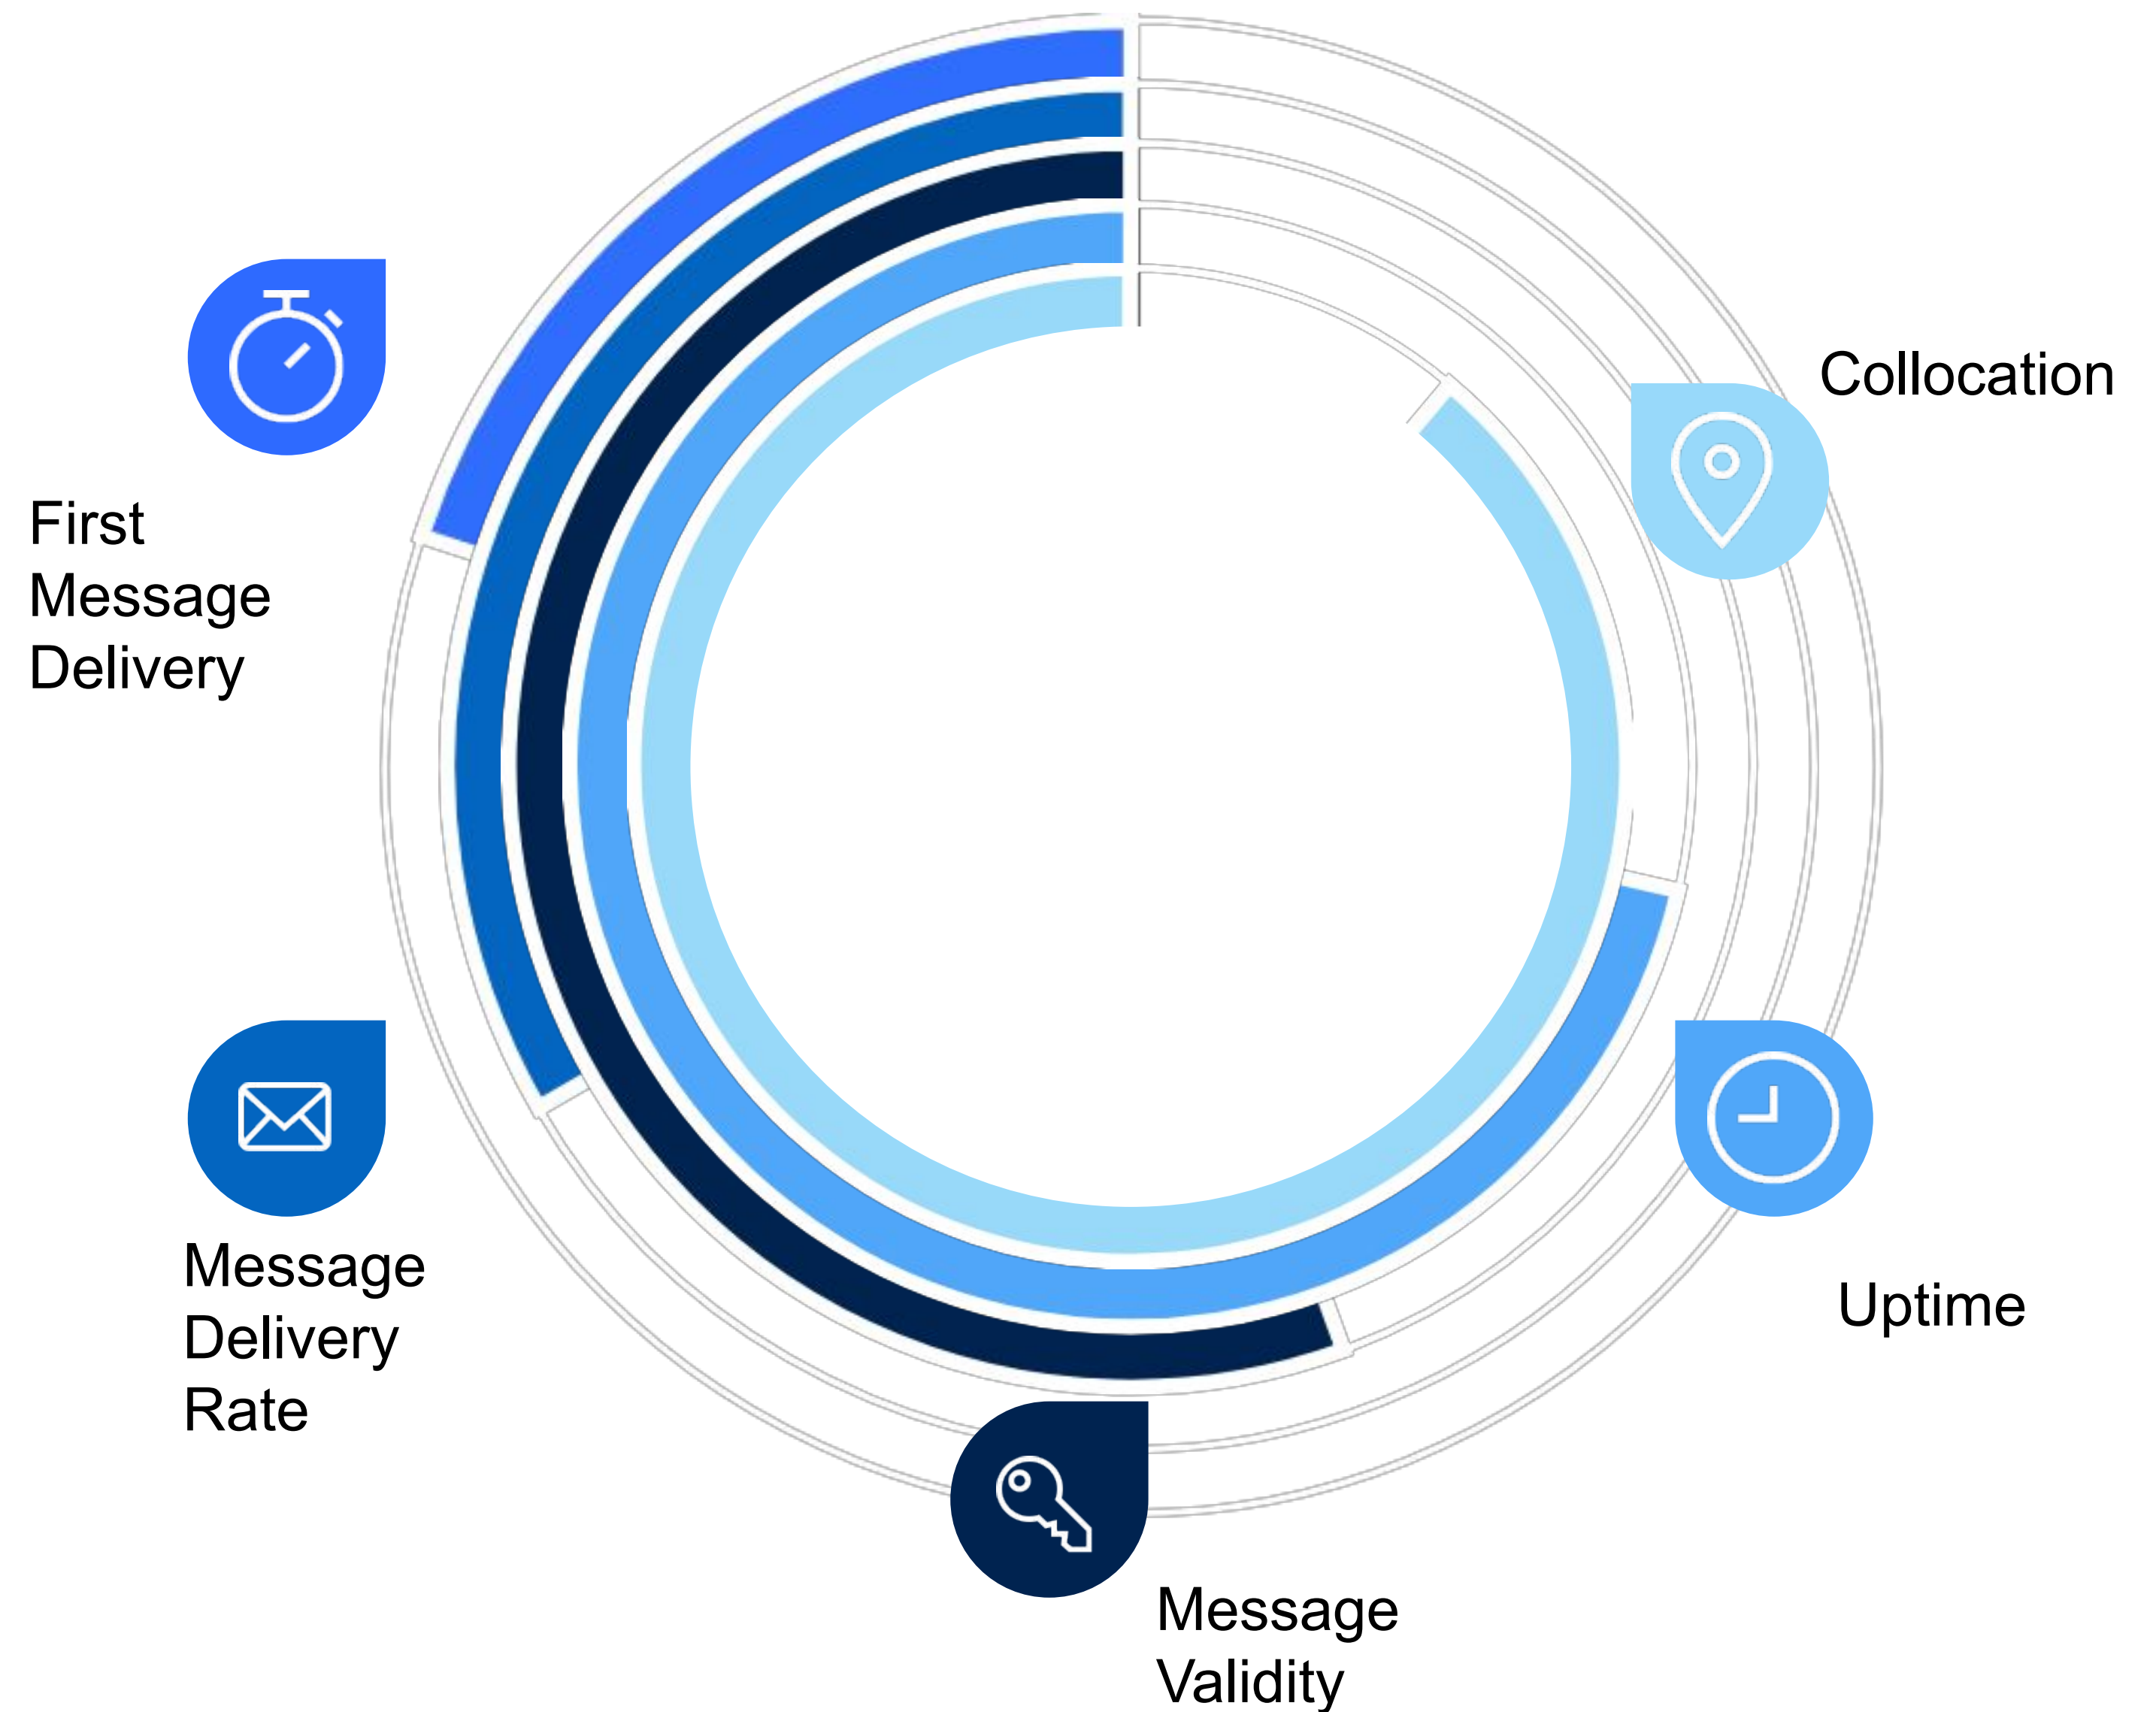 Collocation
First
Message
Delivery
Message
Delivery
Rate
Uptime
Message
Validity